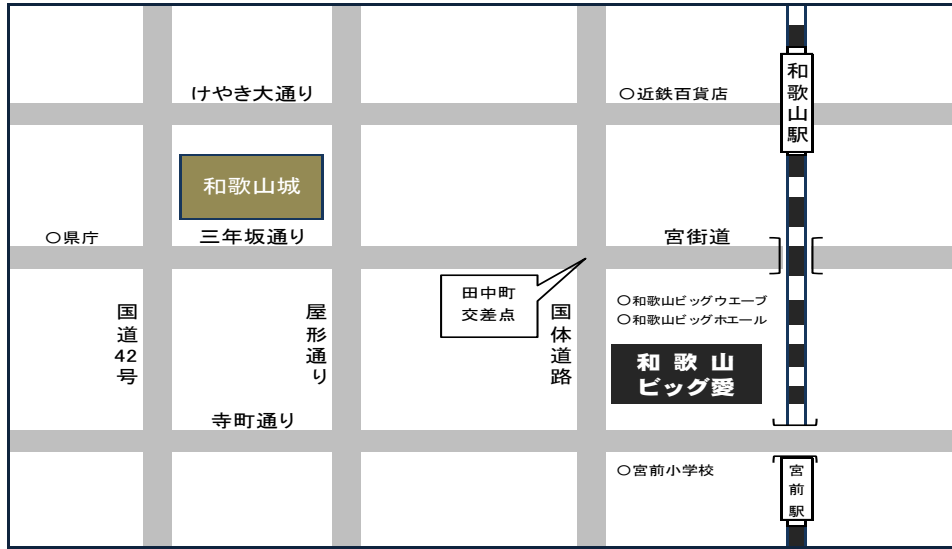 けやき大通り
○近鉄百貨店
和歌山駅
和歌山城
○県庁
三年坂通り
宮街道
田中町
交差点
○和歌山ビッグウエーブ
○和歌山ビッグホエール
国道42号
屋形通り
国体道路
和歌山
ビッグ愛
寺町通り
○宮前小学校
宮前駅